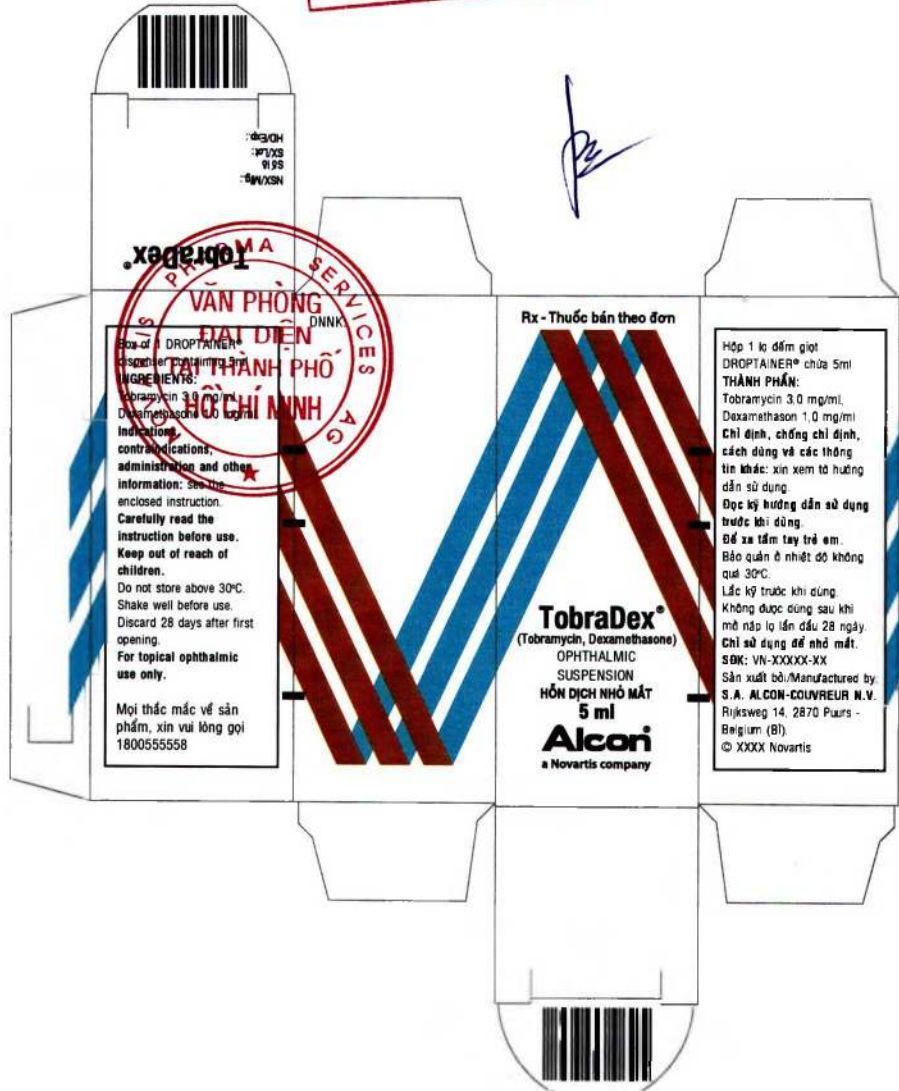 NSX/Mfg.:
Số lô
SX/Lot:
HD/Exp.:
TobraDex®
PHARMA SERVICES AG
VĂN PHÒNG
ĐẠI DIỆN
TẠI THÀNH PHỐ
HỒ CHÍ MINH
DNNK:
Box of 1 DROPTAINER®
dispenser containing 5ml
INGREDIENTS:
Tobramycin 3.0 mg/ml,
Dexamethasone 1.0 mg/ml
Indications,
contraindications,
administration and other
information: see the
enclosed instruction.
Carefully read the
instruction before use.
Keep out of reach of
children.
Do not store above 30ºC.
Shake well before use.
Discard 28 days after first
opening.
For topical ophthalmic
use only.
Mọi thắc mắc về sản
phẩm, xin vui lòng gọi
1800555558
Rx - Thuốc bán theo đơn
TobraDex®
(Tobramycin, Dexamethasone)
OPHTHALMIC
SUSPENSION
HỖN DỊCH NHỎ MẮT
5 ml
Alcon®
a Novartis company
Hộp 1 lọ đếm giọt
DROPTAINER® chứa 5ml
THÀNH PHẦN:
Tobramycin 3,0 mg/ml,
Dexamethason 1,0 mg/ml
Chỉ định, chống chỉ định,
cách dùng và các thông
tin khác: xin xem tờ hướng
dẫn sử dụng.
Đọc kỹ hướng dẫn sử dụng
trước khi dùng.
Để xa tầm tay trẻ em.
Bảo quản ở nhiệt độ không
quá 30ºC.
Lắc kỹ trước khi dùng.
Không được dùng sau khi
mở nắp lọ lần đầu 28 ngày.
Chỉ sử dụng để nhỏ mắt.
SĐK: VN-XXXXX-XX
Sản xuất bởi/Manufactured by:
S.A. ALCON-COUVREUR N.V.
Rijksweg 14, 2870 Puurs -
Belgium (Bỉ).
© XXXX Novartis